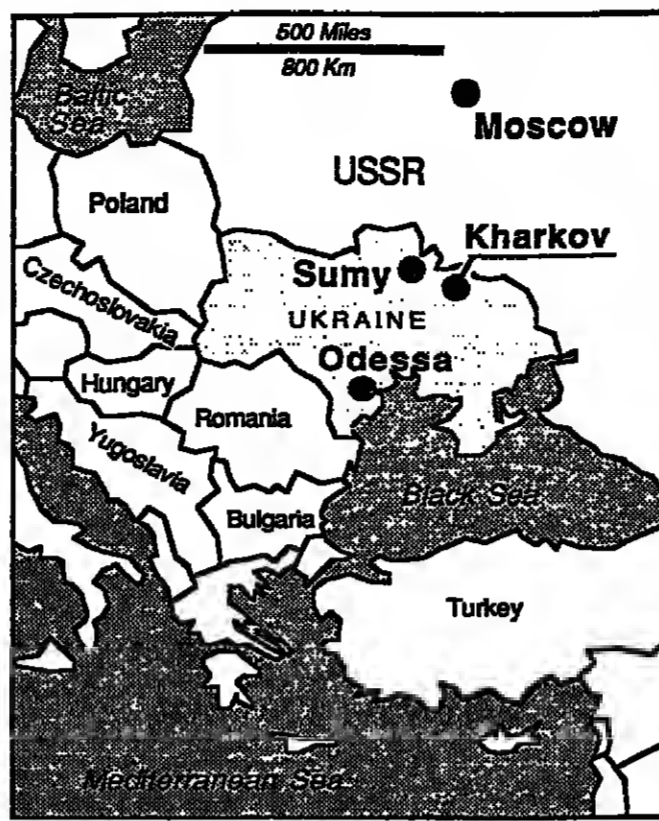 500 Miles
800 Km
Baltic
Sea
Moscow
USSR
Poland
Kharkov
Sumy
Czechoslovakia
UKRAINE
Odessa
Hungary
Romania
Yugoslavia
Black Sea
Bulgaria
Turkey
Mediterranean Sea